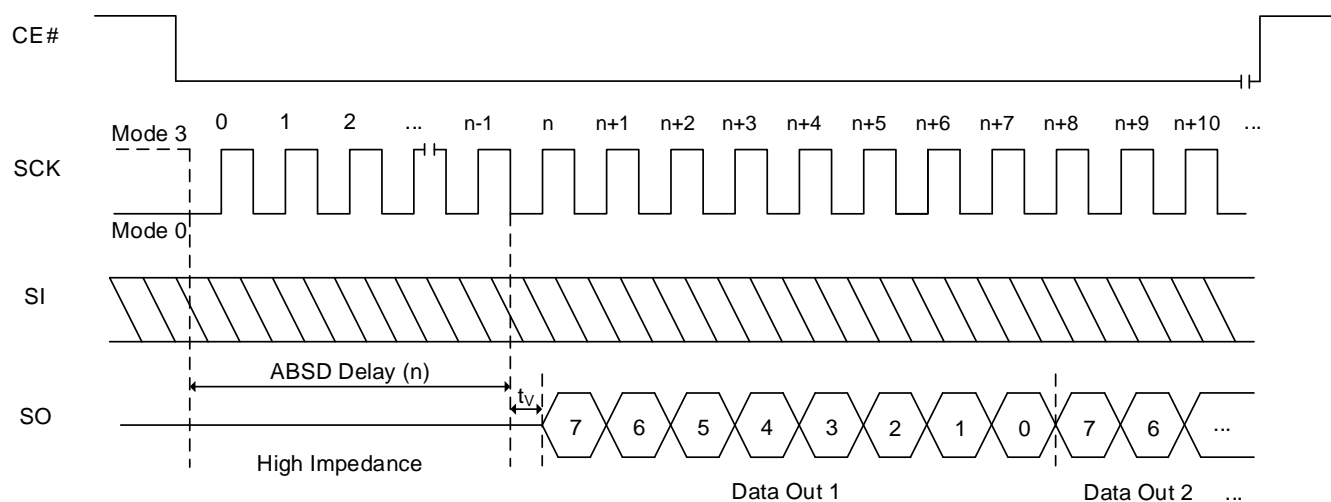 CE#
0 1 2 ... n-1 n n+1 n+2 n+3 n+4 n+5 n+6 n+7 n+8 n+9 n+10 ...
Mode 3
SCK
Mode 0
SI
ABSD Delay (n)
tV
SO
7 6 5 4 3 2 1 0 7 6 ...
High Impedance
Data Out 1 Data Out 2 ...